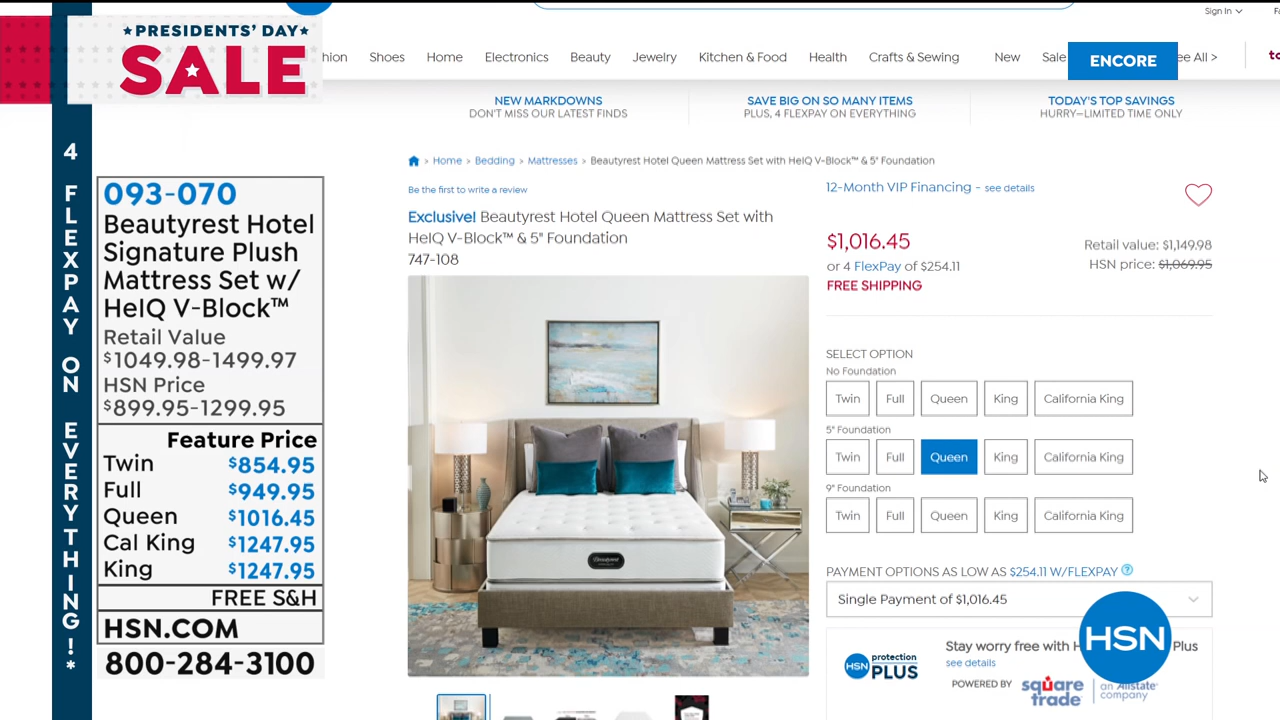 PRESIDENTS' DAY
SALE
4 FLEXPAY ON EVERYTHING!*
093-070
Beautyrest Hotel
Signature Plush
Mattress Set w/
HeIQ V-Block™
Retail Value
$1049.98-1499.97
HSN Price
$899.95-1299.95
Feature Price
Twin $854.95
Full $949.95
Queen $1016.45
Cal King $1247.95
King $1247.95
FREE S&H
HSN.COM
800-284-3100
Sign In
Shoes Home Electronics Beauty Jewelry Kitchen & Food Health Crafts & Sewing New Sale
ENCORE
NEW MARKDOWNS
DON'T MISS OUR LATEST FINDS
SAVE BIG ON SO MANY ITEMS
PLUS, 4 FLEXPAY ON EVERYTHING
TODAY'S TOP SAVINGS
HURRY—LIMITED TIME ONLY
> Home > Bedding > Mattresses > Beautyrest Hotel Queen Mattress Set with HeIQ V-Block™ & 5" Foundation
Be the first to write a review
Exclusive! Beautyrest Hotel Queen Mattress Set with
HeIQ V-Block™ & 5" Foundation
747-108
Beautyrest
12-Month VIP Financing - see details
$1,016.45
or 4 FlexPay of $254.11
FREE SHIPPING
Retail value: $1,149.98
HSN price: $1,069.95
SELECT OPTION
No Foundation
Twin Full Queen King California King
5" Foundation
Twin Full Queen King California King
9" Foundation
Twin Full Queen King California King
PAYMENT OPTIONS AS LOW AS $254.11 W/FLEXPAY ?
Single Payment of $1,016.45
HSN protection PLUS
Stay worry free with H Plus
see details
POWERED BY square trade an Allstate company
HSN